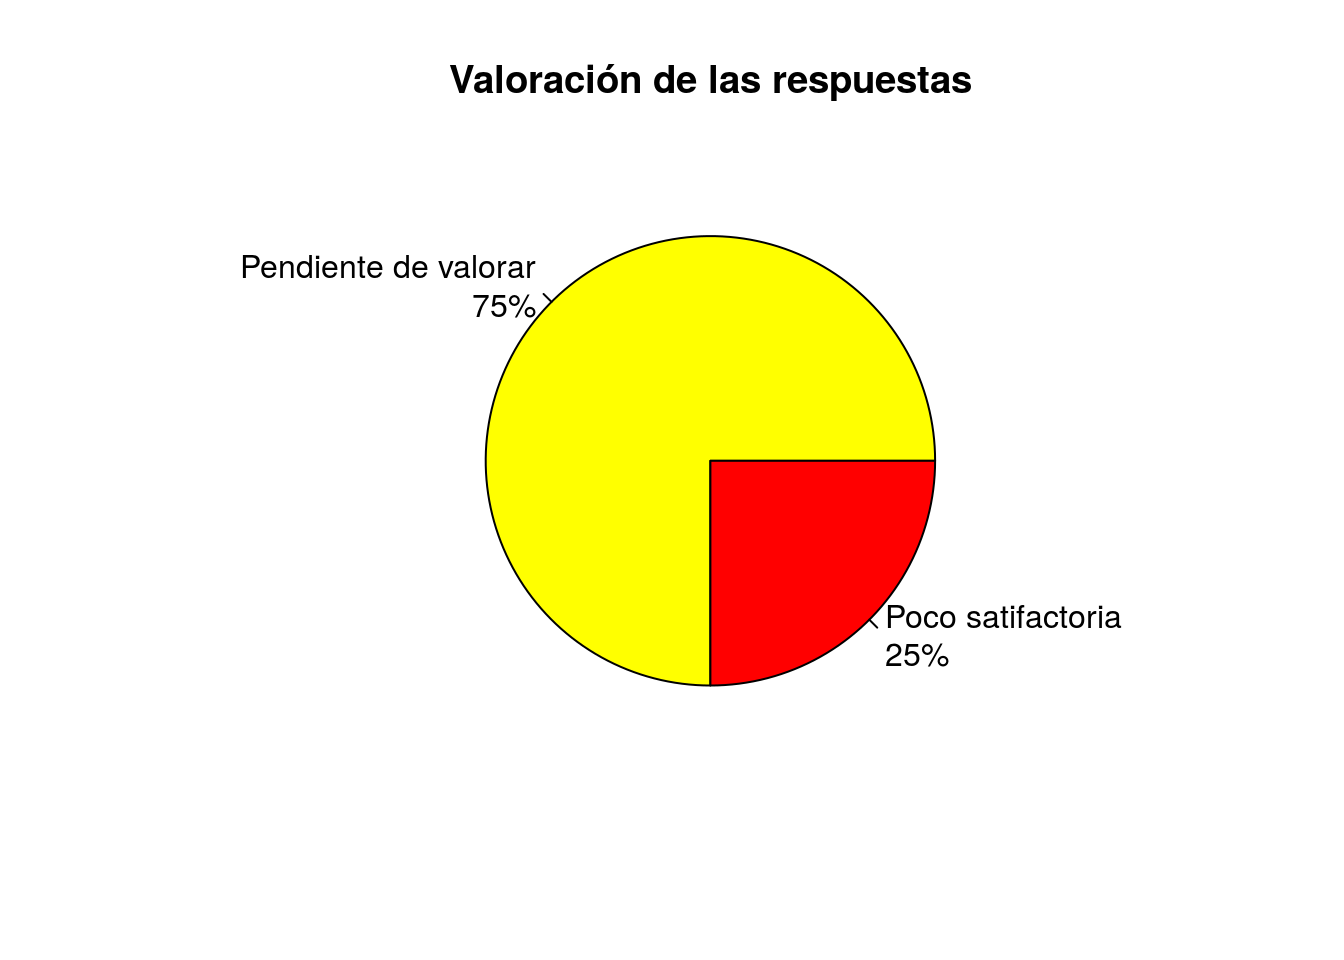 Valoración de las respuestas
Pendiente de valorar
75%
Poco satifactoria
25%